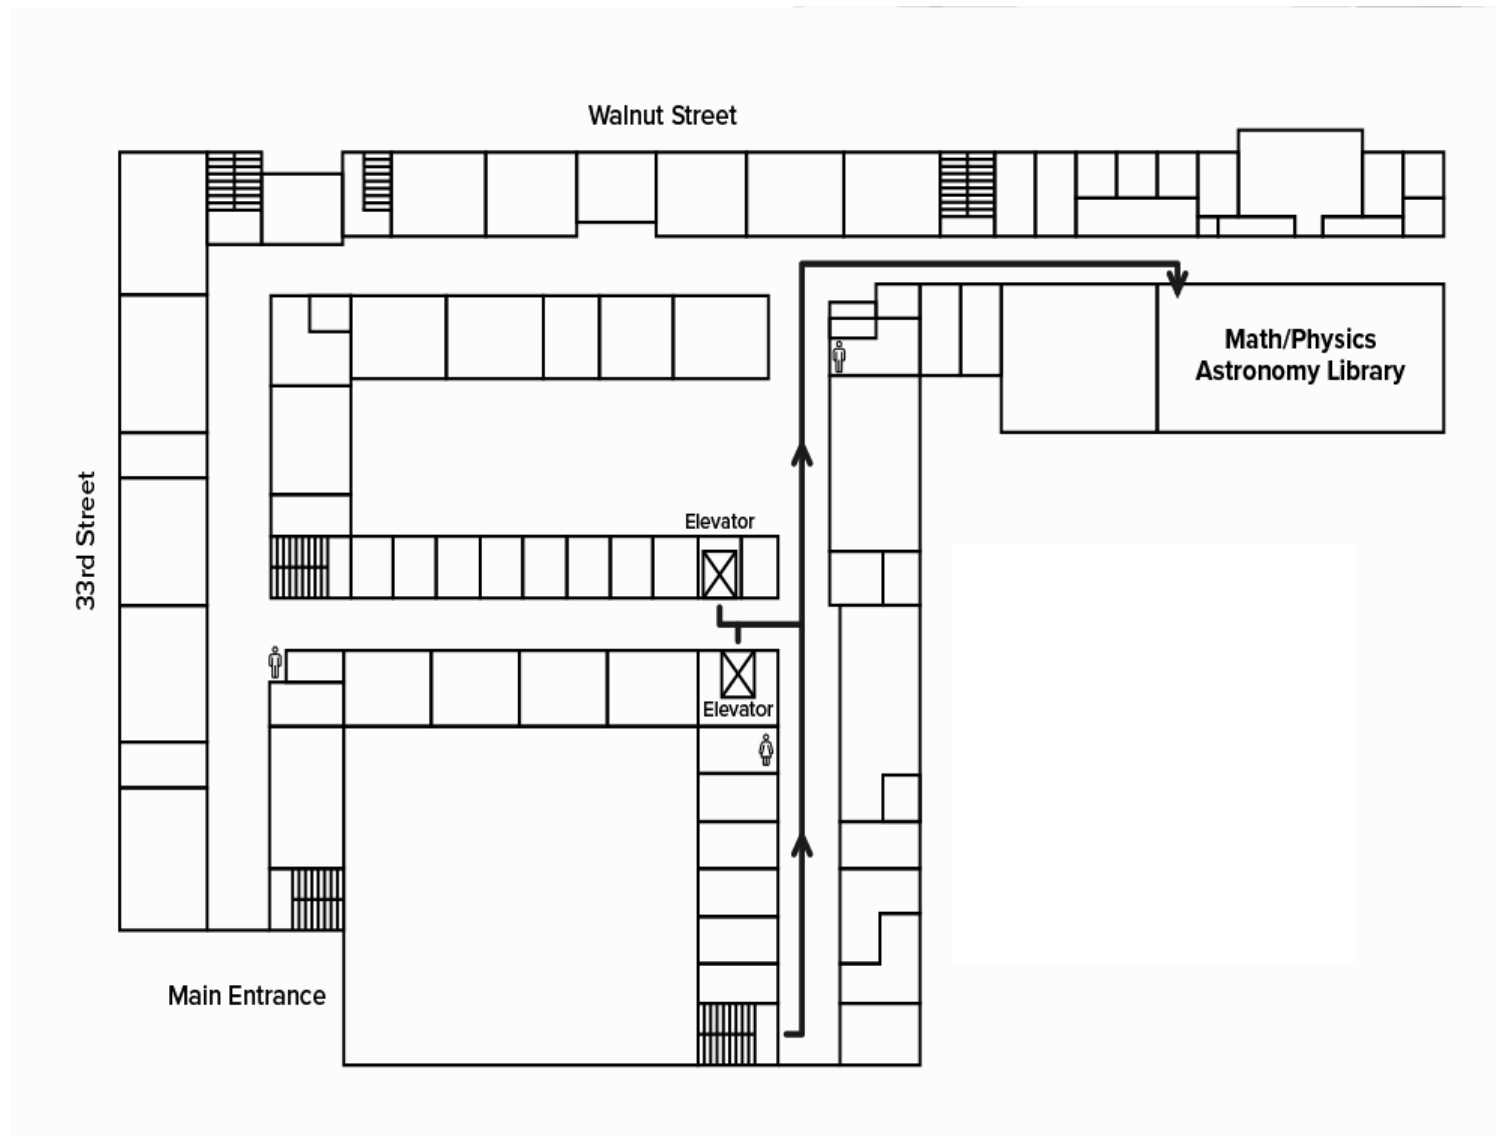 Walnut Street
Math/Physics
Astronomy Library
33rd Street
Elevator
Elevator
Main Entrance